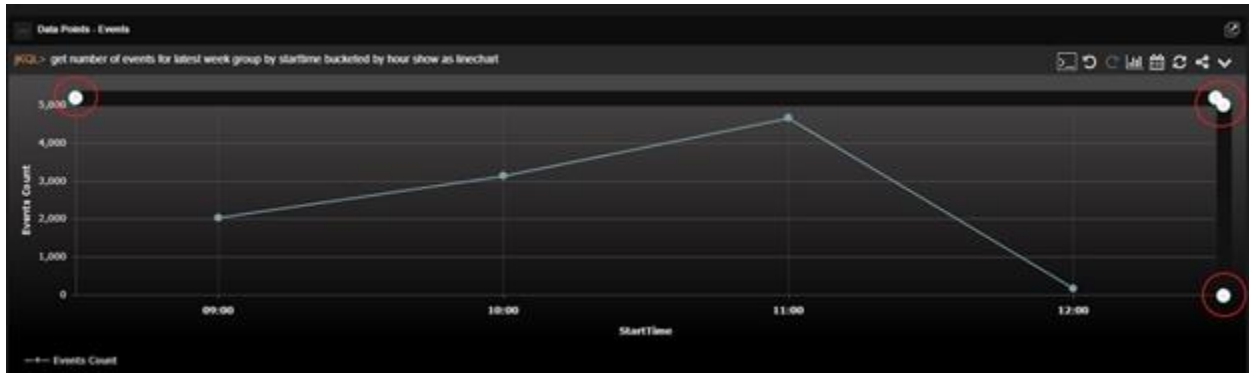 Data Points - Events
jKQL> get number of events for latest week group by starttime bucketed by hour show as linechart
5,000
4,000
3,000
2,000
1,000
0
Events Count
09:00
10:00
11:00
12:00
StartTime
Events Count